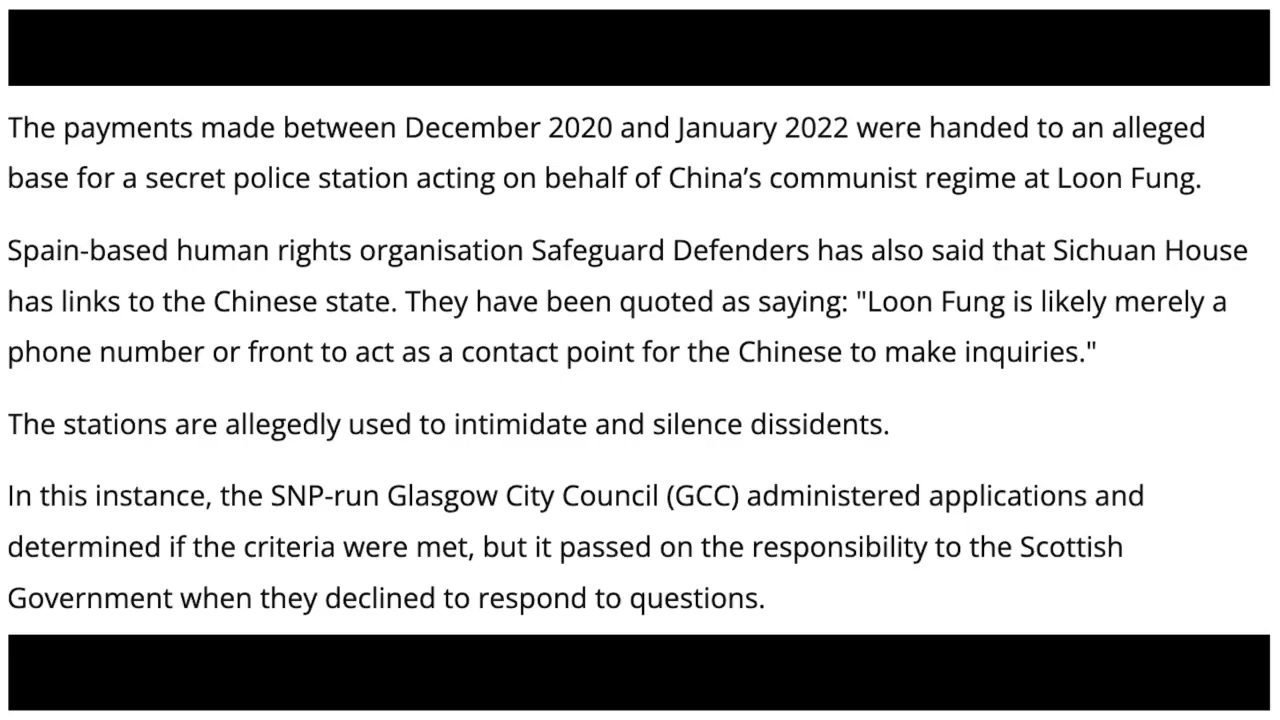 The payments made between December 2020 and January 2022 were handed to an alleged
base for a secret police station acting on behalf of China’s communist regime at Loon Fung.
Spain-based human rights organisation Safeguard Defenders has also said that Sichuan House
has links to the Chinese state. They have been quoted as saying: "Loon Fung is likely merely a
phone number or front to act as a contact point for the Chinese to make inquiries."
The stations are allegedly used to intimidate and silence dissidents.
In this instance, the SNP-run Glasgow City Council (GCC) administered applications and
determined if the criteria were met, but it passed on the responsibility to the Scottish
Government when they declined to respond to questions.